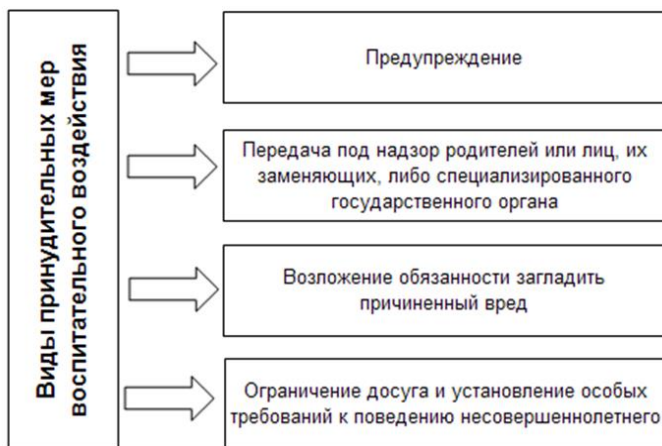 Виды принудительных мер
воспитательного воздействия
Предупреждение
Передача под надзор родителей или лиц, их
заменяющих, либо специализированного
государственного органа
Возложение обязанности загладить
причиненный вред
Ограничение досуга и установление особых
требований к поведению несовершеннолетнего